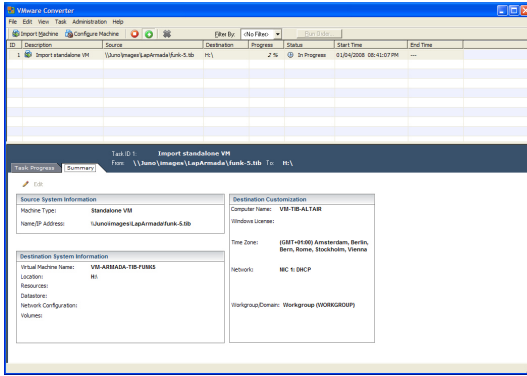 VMware Converter
File Edit View Task Administration Help
Import Machine Configure Machine Filter By: <No Filter> Run Side...
ID Description Source Destination Progress Status Start Time End Time
1 Import standalone VM \\Juno\images\LapArmada\funk-5.tib H:\ 2 % In Progress 01/04/2008 08:41:07 PM ---
Task ID 1: Import standalone VM
From \\Juno\images\LapArmada\funk-5.tib To H:\
Task Progress Summary
Edit
Source System Information
Machine Type: Standalone VM
Name/IP Address: \\Juno\images\LapArmada\funk-5.tib
Destination System Information
Virtual Machine Name: VM-ARMADA-TIB-FUNK5
Location: H:\
Resources:
Datastore:
Network Configuration:
Volumes:
Destination Customization
Computer Name: VM-TIB-ALTAIR
Windows License:
Time Zone: (GMT+01:00) Amsterdam, Berlin,
Bern, Rome, Stockholm, Vienna
Network: NIC 1: DHCP
Workgroup/Domain: Workgroup (WORKGROUP)